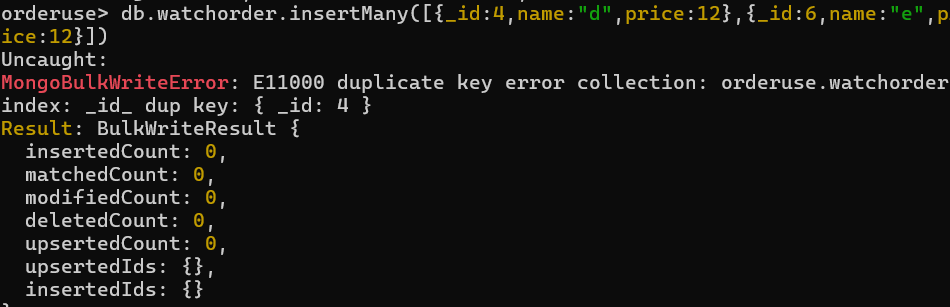 orderuse> db.watchorder.insertMany([{_id:4,name:"d",price:12},{_id:6,name:"e",p
ice:12}])
Uncaught:
MongoBulkWriteError: E11000 duplicate key error collection: orderuse.watchorder
index: _id_ dup key: { _id: 4 }
Result: BulkWriteResult {
  insertedCount: 0,
  matchedCount: 0,
  modifiedCount: 0,
  deletedCount: 0,
  upsertedCount: 0,
  upsertedIds: {},
  insertedIds: {}